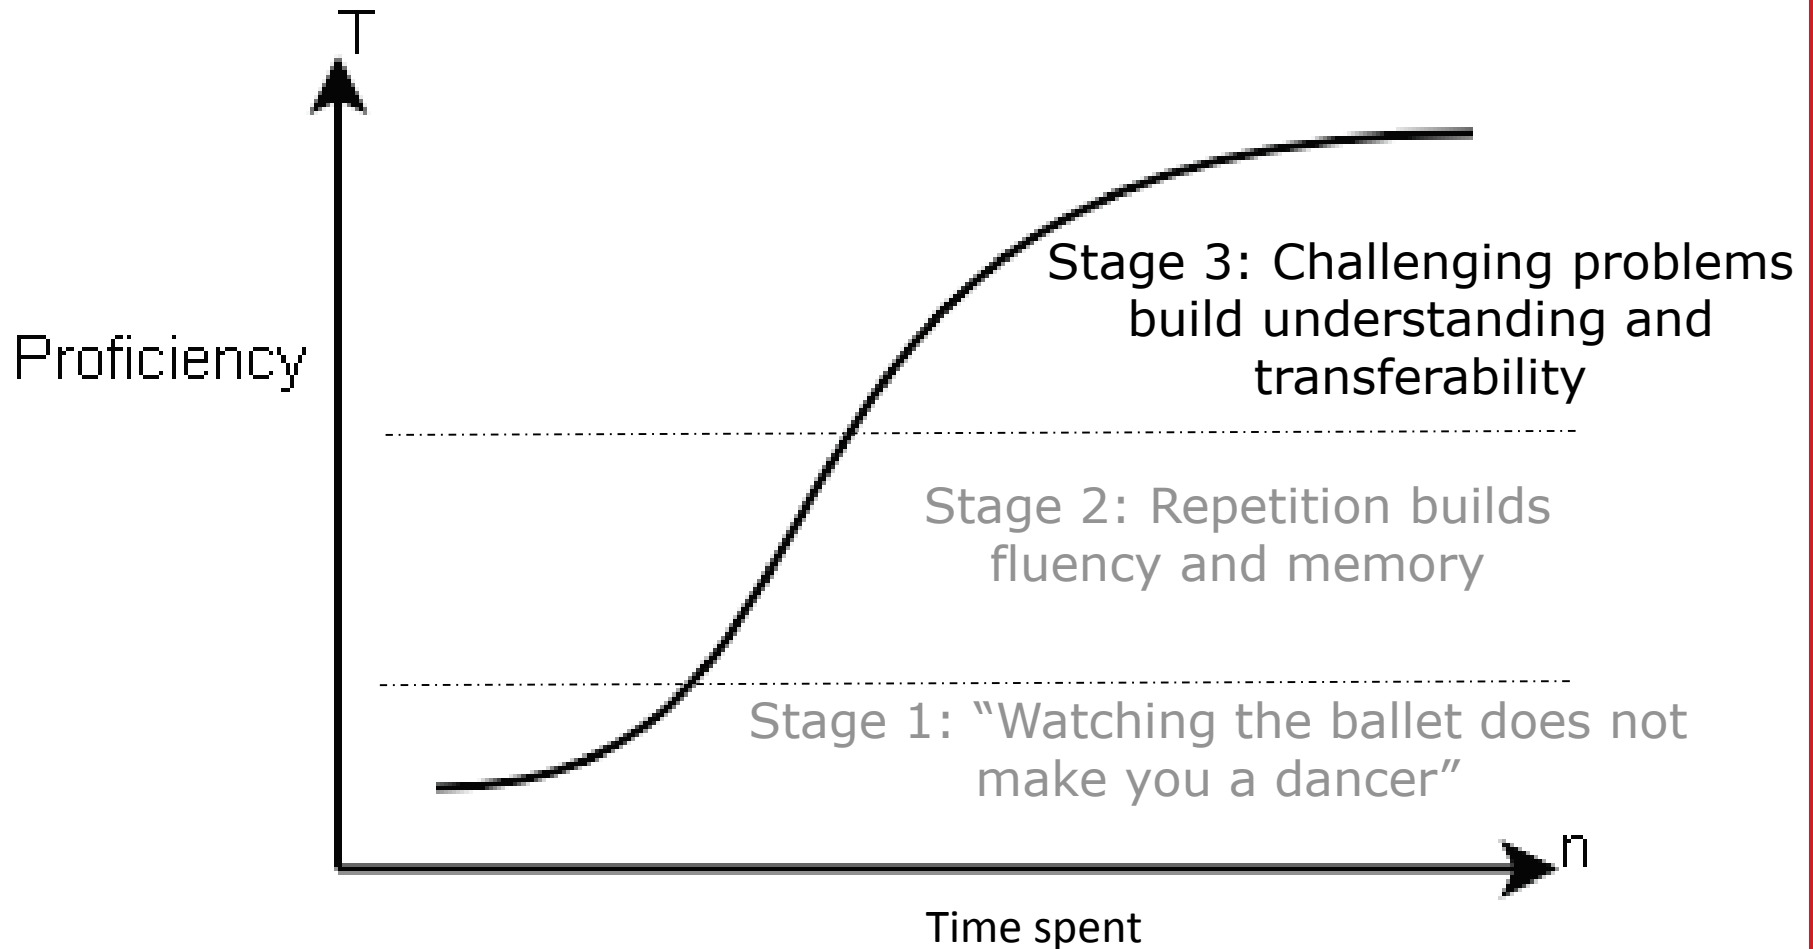 T
Stage 3: Challenging problems
build understanding and
transferability
Proficiency
Stage 2: Repetition builds
fluency and memory
Stage 1: “Watching the ballet does not
make you a dancer”
n
Time spent